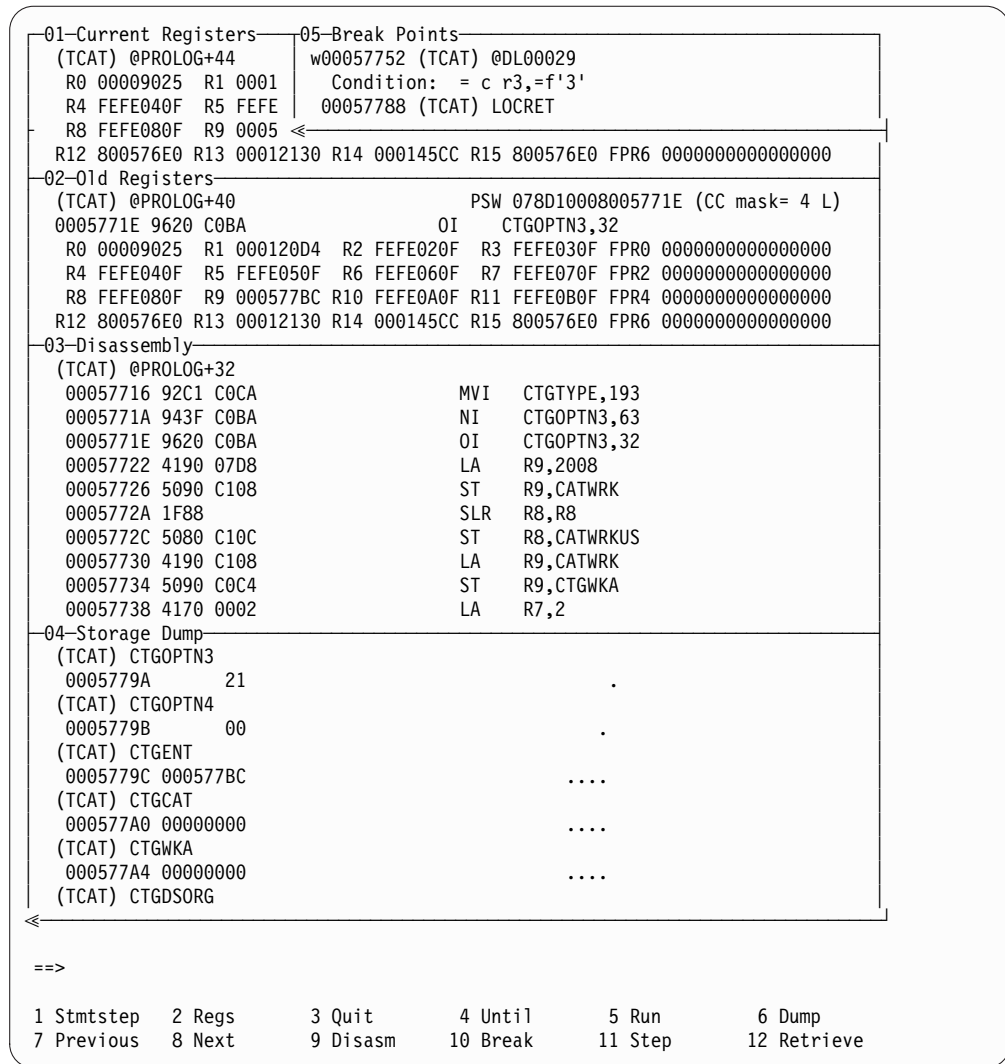 01 Current Registers 05 Break Points
(TCAT) @PROLOG+44 w00057752 (TCAT) @DL00029
R0 00009025 R1 0001 Condition: = c r3,=f'3'
R4 FEFE040F R5 FEFE 00057788 (TCAT) LOCRET
R8 FEFE080F R9 0005 ≪
R12 800576E0 R13 00012130 R14 000145CC R15 800576E0 FPR6 0000000000000000
02 Old Registers
(TCAT) @PROLOG+40 PSW 078D10008005771E (CC mask= 4 L)
0005771E 9620 C0BA OI CTGOPTN3,32
R0 00009025 R1 000120D4 R2 FEFE020F R3 FEFE030F FPR0 0000000000000000
R4 FEFE040F R5 FEFE050F R6 FEFE060F R7 FEFE070F FPR2 0000000000000000
R8 FEFE080F R9 000577BC R10 FEFE0A0F R11 FEFE0B0F FPR4 0000000000000000
R12 800576E0 R13 00012130 R14 000145CC R15 800576E0 FPR6 0000000000000000
03 Disassembly
(TCAT) @PROLOG+32
00057716 92C1 C0CA MVI CTGTYPE,193
0005771A 943F C0BA NI CTGOPTN3,63
0005771E 9620 C0BA OI CTGOPTN3,32
00057722 4190 07D8 LA R9,2008
00057726 5090 C108 ST R9,CATWRK
0005772A 1F88 SLR R8,R8
0005772C 5080 C10C ST R8,CATWRKUS
00057730 4190 C108 LA R9,CATWRK
00057734 5090 C0C4 ST R9,CTGWKA
00057738 4170 0002 LA R7,2
04 Storage Dump
(TCAT) CTGOPTN3
0005779A 21 .
(TCAT) CTGOPTN4
0005779B 00 .
(TCAT) CTGENT
0005779C 000577BC ....
(TCAT) CTGCAT
000577A0 00000000 ....
(TCAT) CTGWKA
000577A4 00000000 ....
(TCAT) CTGDSORG
≪
==>
1 Stmtstep 2 Regs 3 Quit 4 Until 5 Run 6 Dump
7 Previous 8 Next 9 Disasm 10 Break 11 Step 12 Retrieve